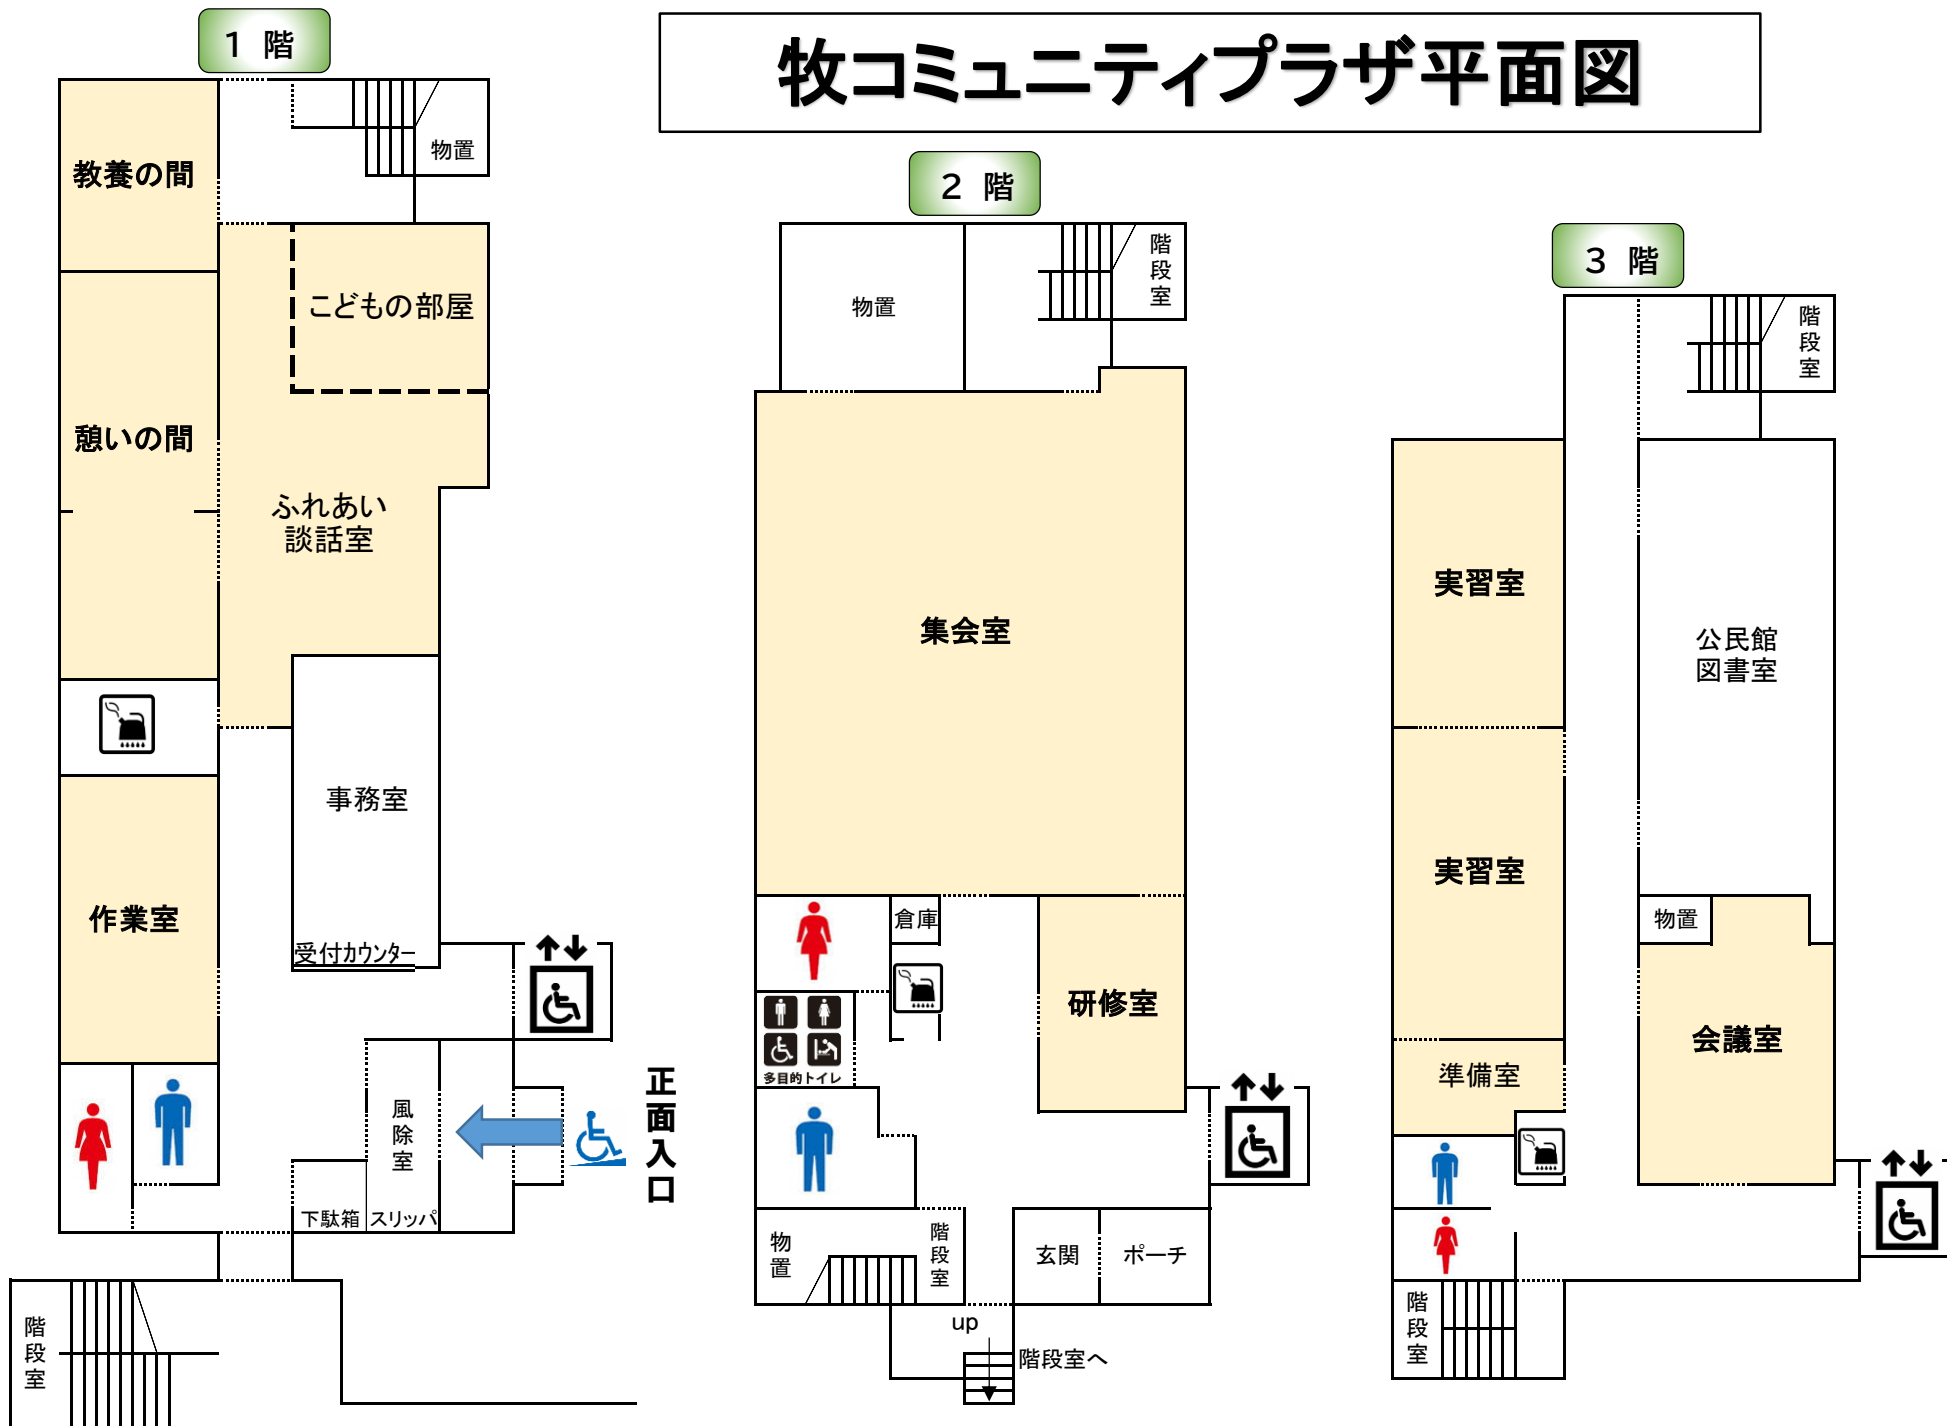 牧コミュニティプラザ平面図
1 階
教養の間
物置
こどもの部屋
憩いの間
ふれあい
談話室
事務室
作業室
受付カウンター
風除室
正面入口
下駄箱
スリッパ
階段室
2 階
物置
階段室
集会室
倉庫
研修室
多目的トイレ
物置
階段室
玄関
ポーチ
up
階段室へ
3 階
階段室
実習室
公民館
図書室
実習室
物置
会議室
準備室
階段室